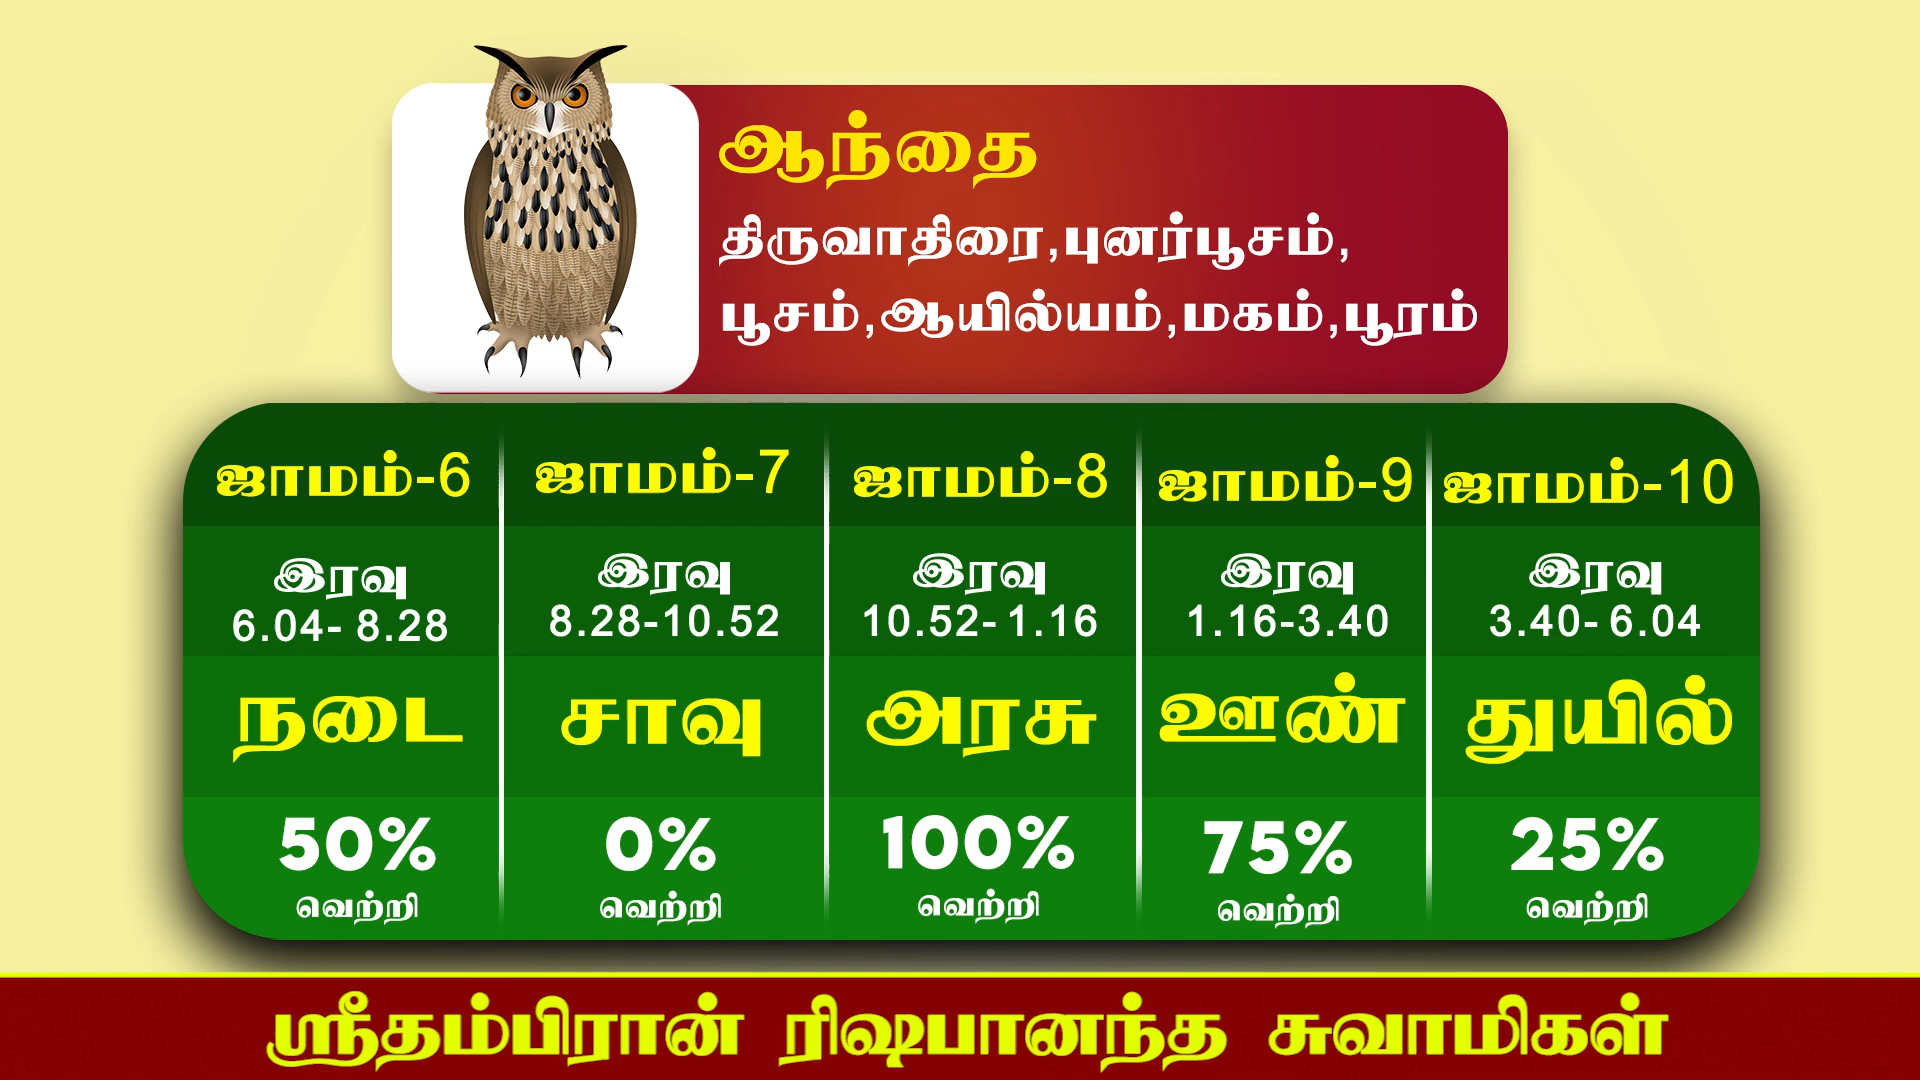 ஆந்தை
திருவாதிரை,புனர்பூசம்,
பூசம்,ஆயில்யம்,மகம்,பூரம்
ஜாமம்-6
இரவு
6.04- 8.28
நடை
50%
வெற்றி
ஜாமம்-7
இரவு
8.28-10.52
சாவு
0%
வெற்றி
ஜாமம்-8
இரவு
10.52- 1.16
அரசு
100%
வெற்றி
ஜாமம்-9
இரவு
1.16-3.40
ஊண்
75%
வெற்றி
ஜாமம்-10
இரவு
3.40- 6.04
துயில்
25%
வெற்றி
ஸ்ரீதம்பிரான் ரிஷபானந்த சுவாமிகள்